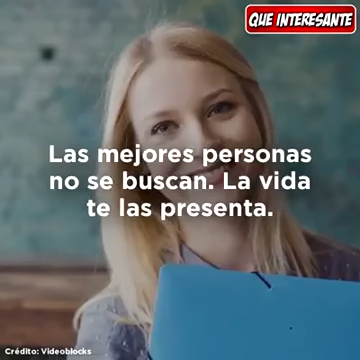 QUE INTERESANTE
Las mejores personas
no se buscan. La vida
te las presenta.
Crédito: Videoblocks